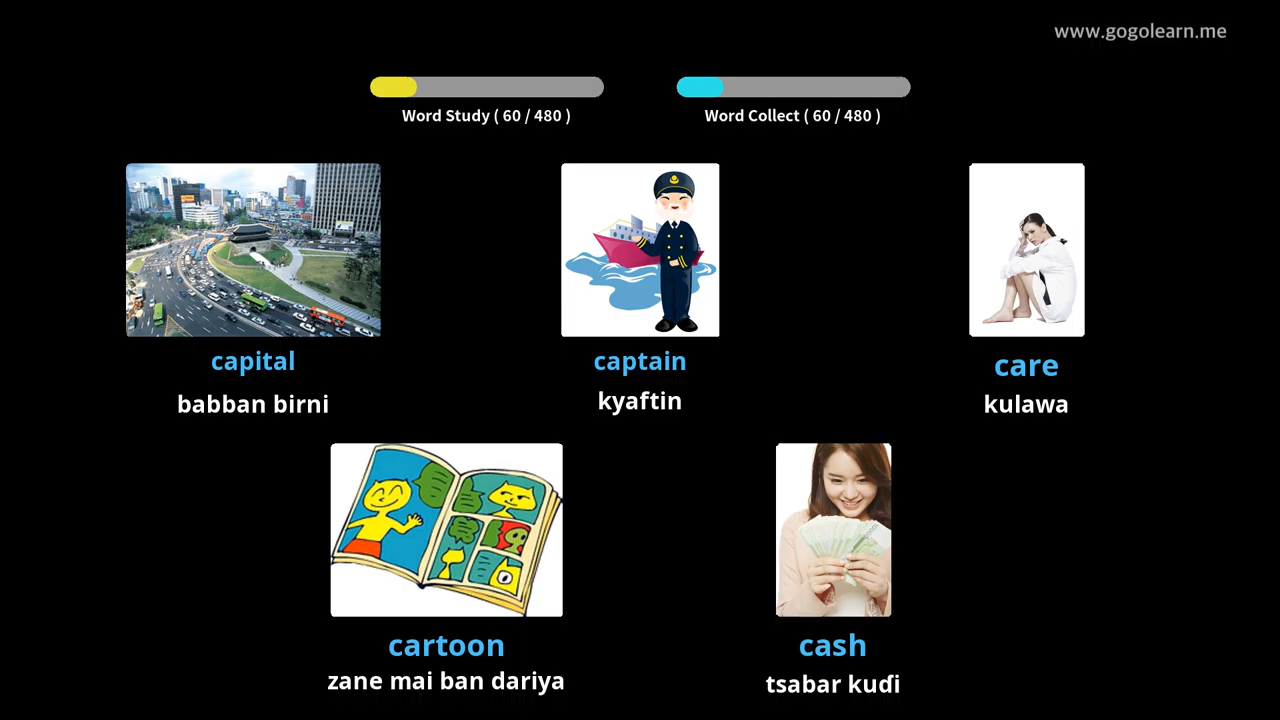 www.gogolearn.me
Word Study ( 60 / 480 )
Word Collect ( 60 / 480 )
capital
babban birni
captain
kyaftin
care
kulawa
cartoon
zane mai ban dariya
cash
tsabar kuɗi